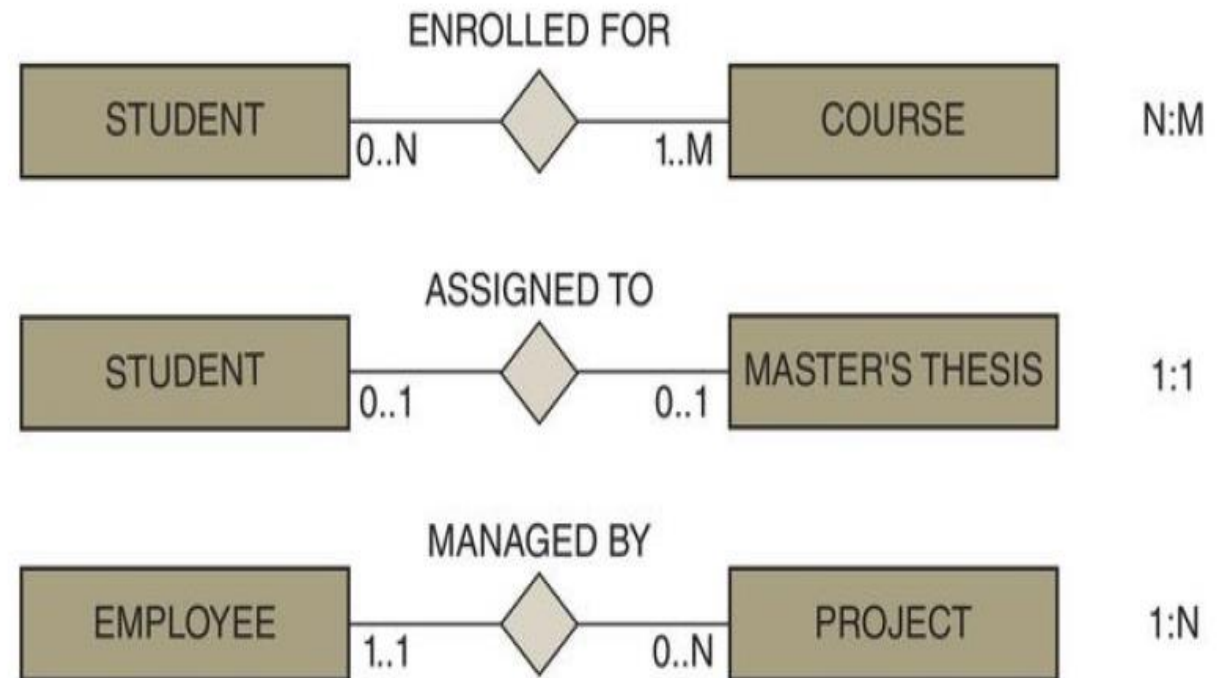 ENROLLED FOR
STUDENT 0..N 1..M COURSE N:M
ASSIGNED TO
STUDENT 0..1 0..1 MASTER'S THESIS 1:1
MANAGED BY
EMPLOYEE 1..1 0..N PROJECT 1:N